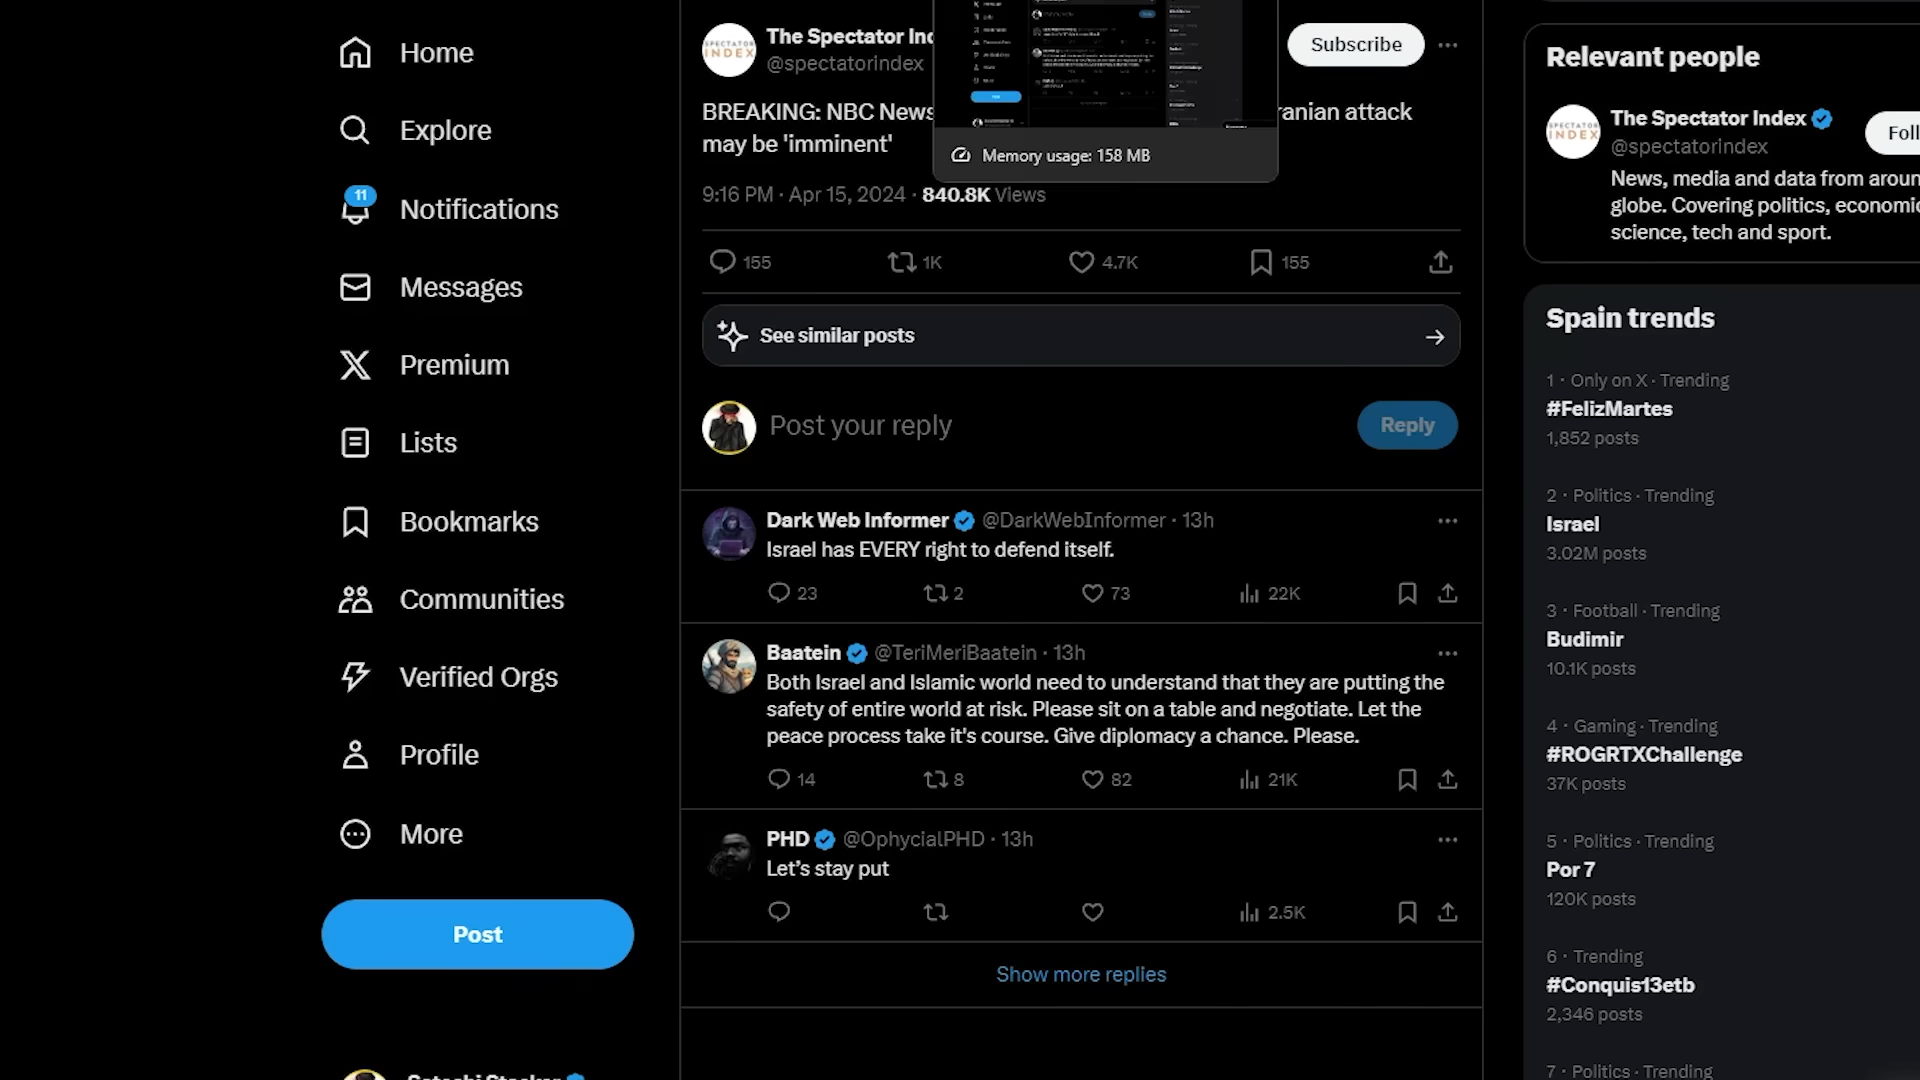 Home
Explore
11
Notifications
Messages
Premium
Lists
Bookmarks
Communities
Verified Orgs
Profile
More
Post
SPECTATOR
INDEX
The Spectator
@spectatorindex
Subscribe
BREAKING: NBC News
attack
may be 'imminent'
Memory usage: 158 MB
9:16 PM · Apr 15, 2024 · 840.8K Views
155
1K
4.7K
155
See similar posts
Post your reply
Reply
Dark Web Informer @DarkWebInformer · 13h
Israel has EVERY right to defend itself.
23
2
73
22K
Baatein @TeriMeriBaatein · 13h
Both Israel and Islamic world need to understand that they are putting the
safety of entire world at risk. Please sit on a table and negotiate. Let the
peace process take it's course. Give diplomacy a chance. Please.
14
8
82
21K
PHD @OphycialPHD · 13h
Let's stay put
2.5K
Show more replies
Relevant people
SPECTATOR
INDEX
The Spectator Index
@spectatorindex
News, media and data from
globe. Covering politics,
science, tech and sport.
Spain trends
1 · Only on X · Trending
#FelizMartes
1,852 posts
2 · Politics · Trending
Israel
3.02M posts
3 · Football · Trending
Budimir
10.1K posts
4 · Gaming · Trending
#ROGRTXChallenge
37K posts
5 · Politics · Trending
Por 7
120K posts
6 · Trending
#Conquis13etb
2,346 posts
7 · Politics · Trending